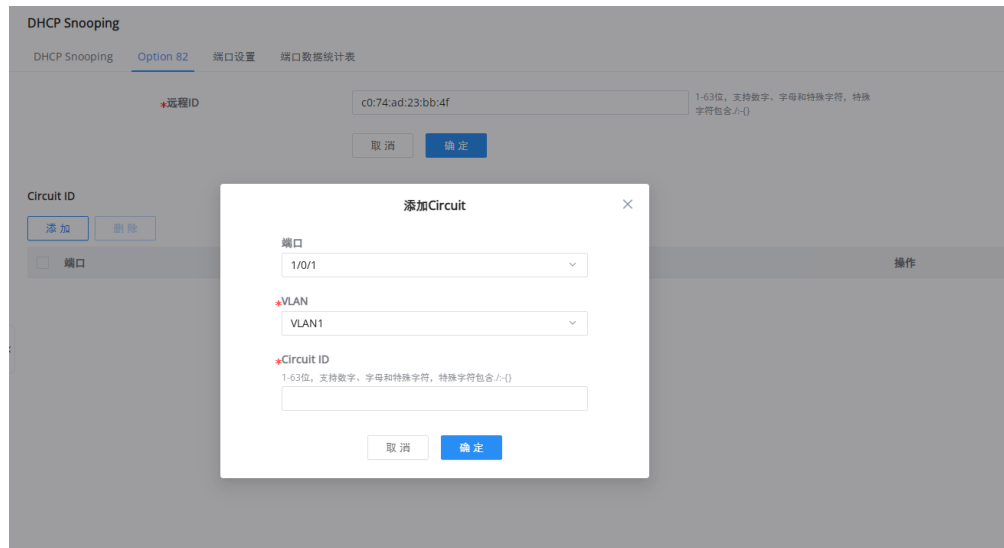 DHCP Snooping
DHCP Snooping Option 82 端口设置 端口数据统计表
*远程ID c0:74:ad:23:bb:4f 1-63位，支持数字、字母和特殊字符，特殊
字符包含./:-{}
取消 确定
Circuit ID
添加 删除
端口 操作
添加Circuit
端口
1/0/1
*VLAN
VLAN1
*Circuit ID
1-63位，支持数字、字母和特殊字符，特殊字符包含./:-{}
取消 确定